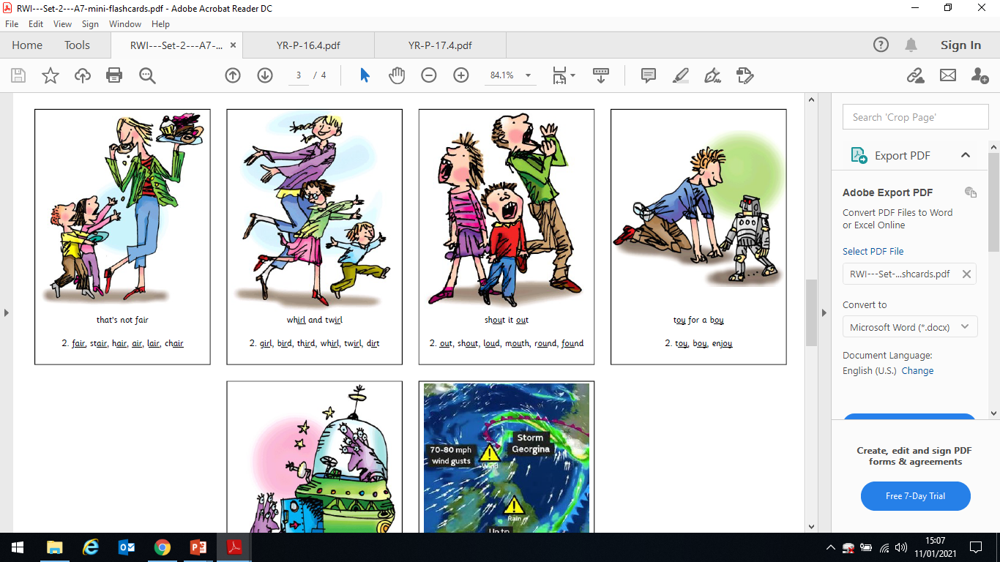 RWI---Set-2---A7-mini-flashcards.pdf - Adobe Acrobat Reader DC
File Edit View Sign Window Help
Home Tools RWI---Set-2---A7-... × YR-P-16.4.pdf YR-P-17.4.pdf Sign In
3 / 4 84.1%
that's not fair
2. fair, stair, hair, air, lair, chair
whirl and twirl
2. girl, bird, third, whirl, twirl, dirt
shout it out
2. out, shout, loud, mouth, round, found
toy for a boy
2. toy, boy, enjoy
70-80 mph
wind gusts
Wind
Storm
Georgina
Rain
Up to
Search 'Crop Page'
Export PDF
Adobe Export PDF
Convert PDF Files to Word
or Excel Online
Select PDF File
RWI---Set-...shcards.pdf
Convert to
Microsoft Word (*.docx)
Document Language:
English (U.S.) Change
Create, edit and sign PDF
forms & agreements
Free 7-Day Trial
15:07
11/01/2021